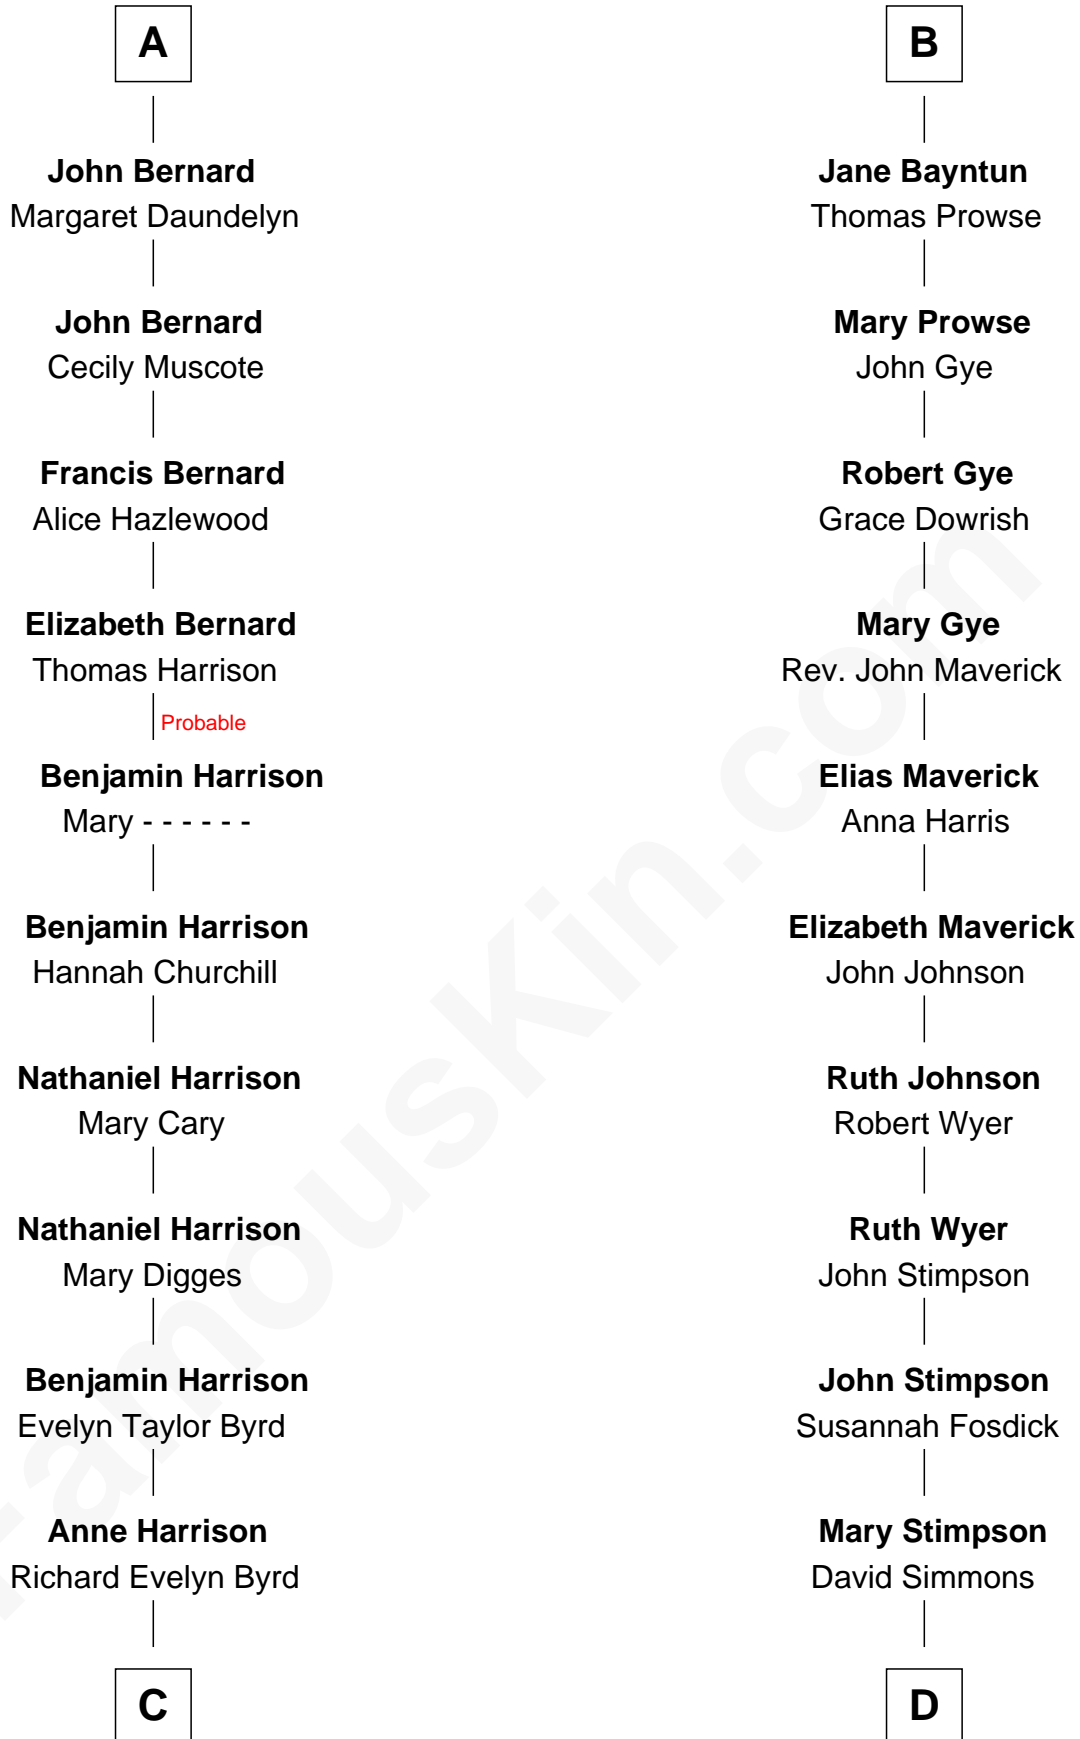 A
John Bernard
Margaret Daundelyn
John Bernard
Cecily Muscote
Francis Bernard
Alice Hazlewood
Elizabeth Bernard
Thomas Harrison
Probable
Benjamin Harrison
Mary - - - - - -
Benjamin Harrison
Hannah Churchill
Nathaniel Harrison
Mary Cary
Nathaniel Harrison
Mary Digges
Benjamin Harrison
Evelyn Taylor Byrd
Anne Harrison
Richard Evelyn Byrd
C
B
Jane Bayntun
Thomas Prowse
Mary Prowse
John Gye
Robert Gye
Grace Dowrish
Mary Gye
Rev. John Maverick
Elias Maverick
Anna Harris
Elizabeth Maverick
John Johnson
Ruth Johnson
Robert Wyer
Ruth Wyer
John Stimpson
John Stimpson
Susannah Fosdick
Mary Stimpson
David Simmons
D
FamousKin.com